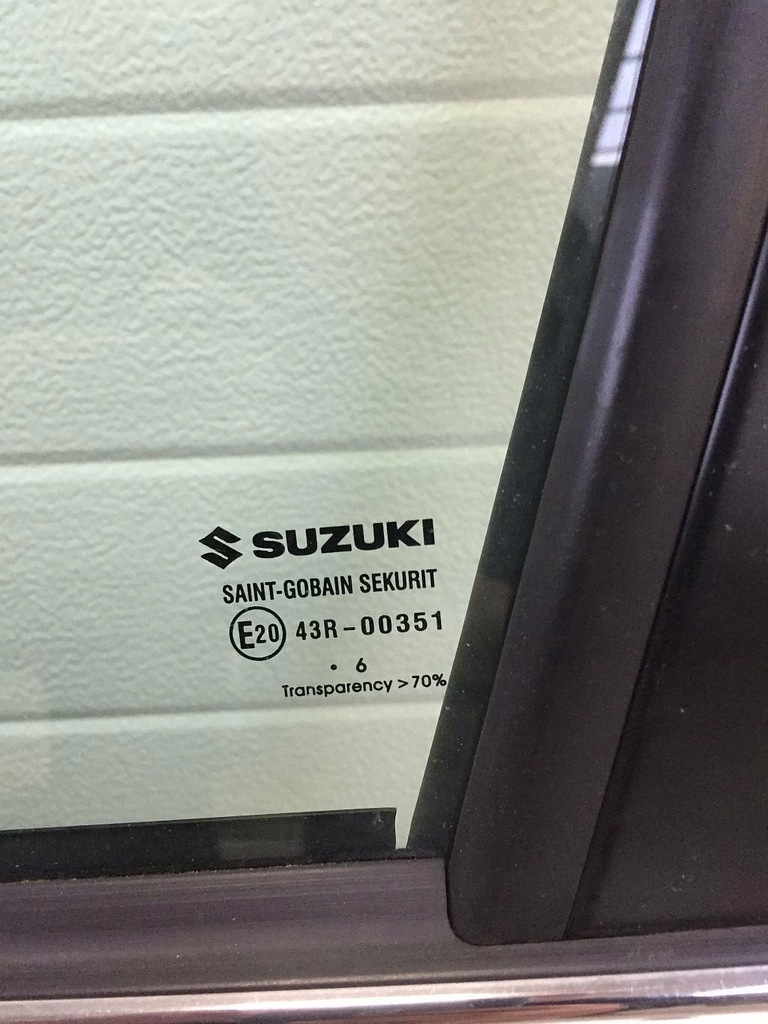 SUZUKI
SAINT-GOBAIN SEKURIT
E20 43R-00351
. 6
Transparency >70%